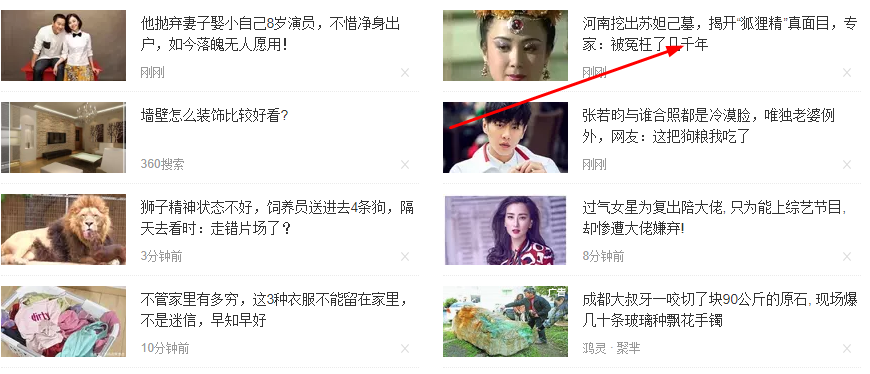 他抛弃妻子娶小自己8岁演员，不惜净身出
户，如今落魄无人愿用！
刚刚
墙壁怎么装饰比较好看?
360搜索
狮子精神状态不好，饲养员送进去4条狗，隔
天去看时：走错片场了？
3分钟前
不管家里有多穷，这3种衣服不能留在家里，
不是迷信，早知早好
dirty
10分钟前
河南挖出苏妲己墓，揭开“狐狸精”真面目，专
家：被冤枉了几千年
刚刚
张若昀与谁合照都是冷漠脸，唯独老婆例
外，网友：这把狗粮我吃了
刚刚
过气女星为复出陪大佬, 只为能上综艺节目,
却惨遭大佬嫌弃!
8分钟前
广告
成都大叔牙一咬切了块90公斤的原石, 现场爆
几十条玻璃种飘花手镯
鸿灵 · 聚芈